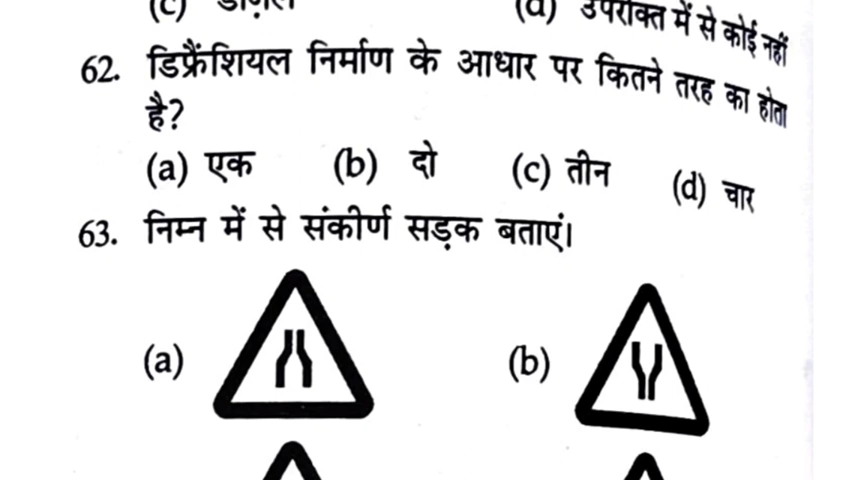 (c) डीज़ल (d) उपरोक्त में से कोई नहीं
62. डिफ्रैंशियल निर्माण के आधार पर कितने तरह का होता
है?
(a) एक (b) दो (c) तीन (d) चार
63. निम्न में से संकीर्ण सड़क बताएं।
(a) (b)